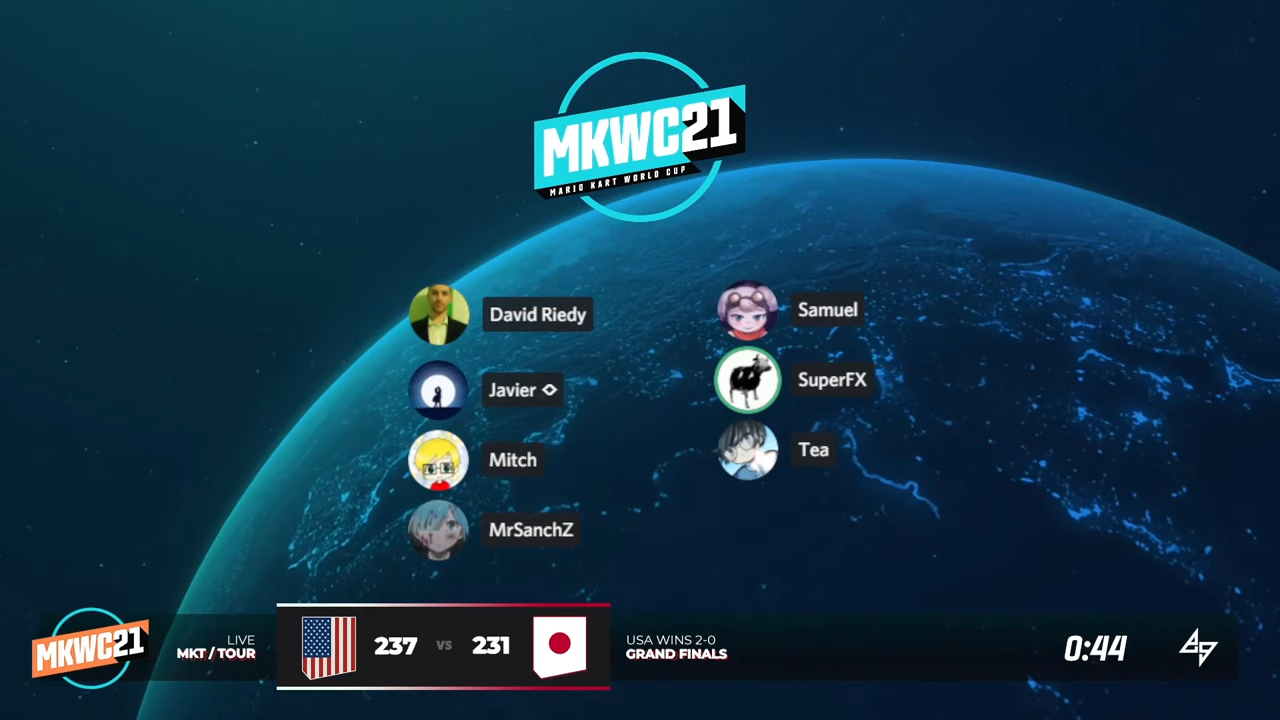 MKWC21
MARIO KART WORLD CUP
David Riedy
Javier
Mitch
MrSanchZ
Samuel
SuperFX
Tea
MKWC21
LIVE
MKT / TOUR
237 VS 231
USA WINS 2-0
GRAND FINALS
0:44